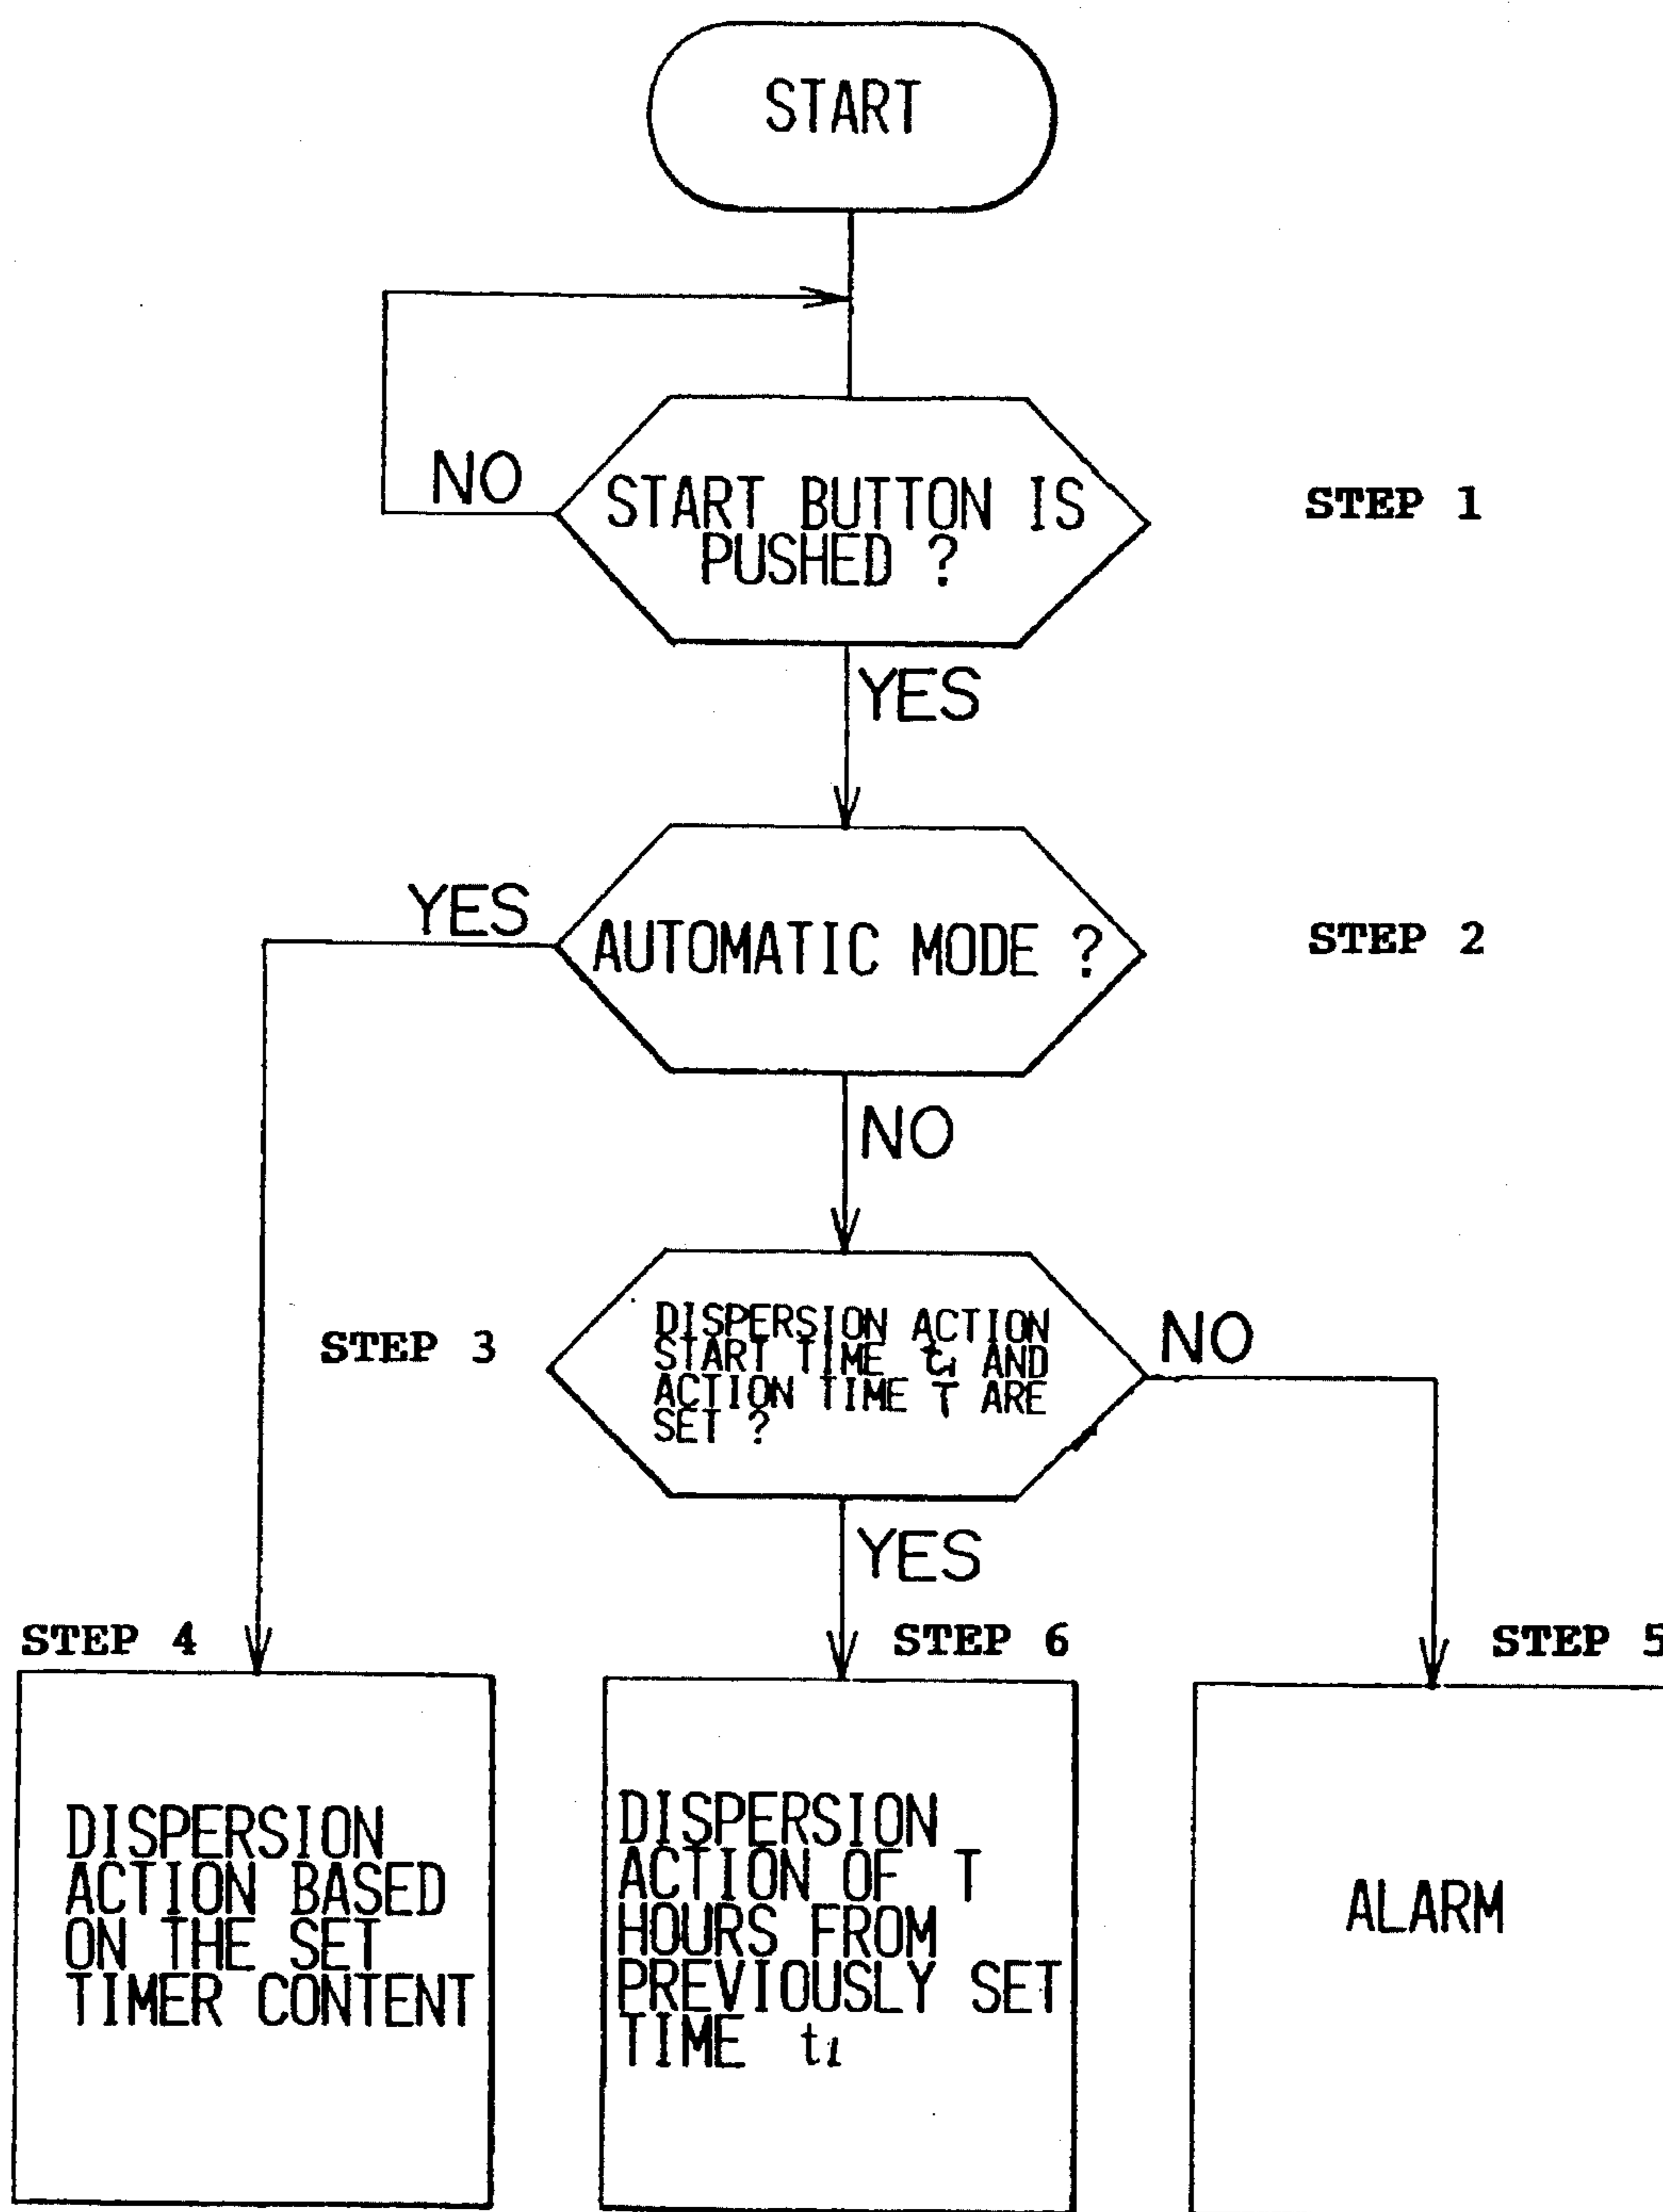 START
NO
START BUTTON IS
PUSHED ?
STEP 1
YES
YES
AUTOMATIC MODE ?
STEP 2
NO
STEP 3
DISPERSION ACTION
START TIME t₁ AND
ACTION TIME T ARE
SET ?
NO
YES
STEP 4
STEP 6
STEP 5
DISPERSION
ACTION BASED
ON THE SET
TIMER CONTENT
DISPERSION
ACTION OF T
HOURS FROM
PREVIOUSLY SET
TIME t₁
ALARM